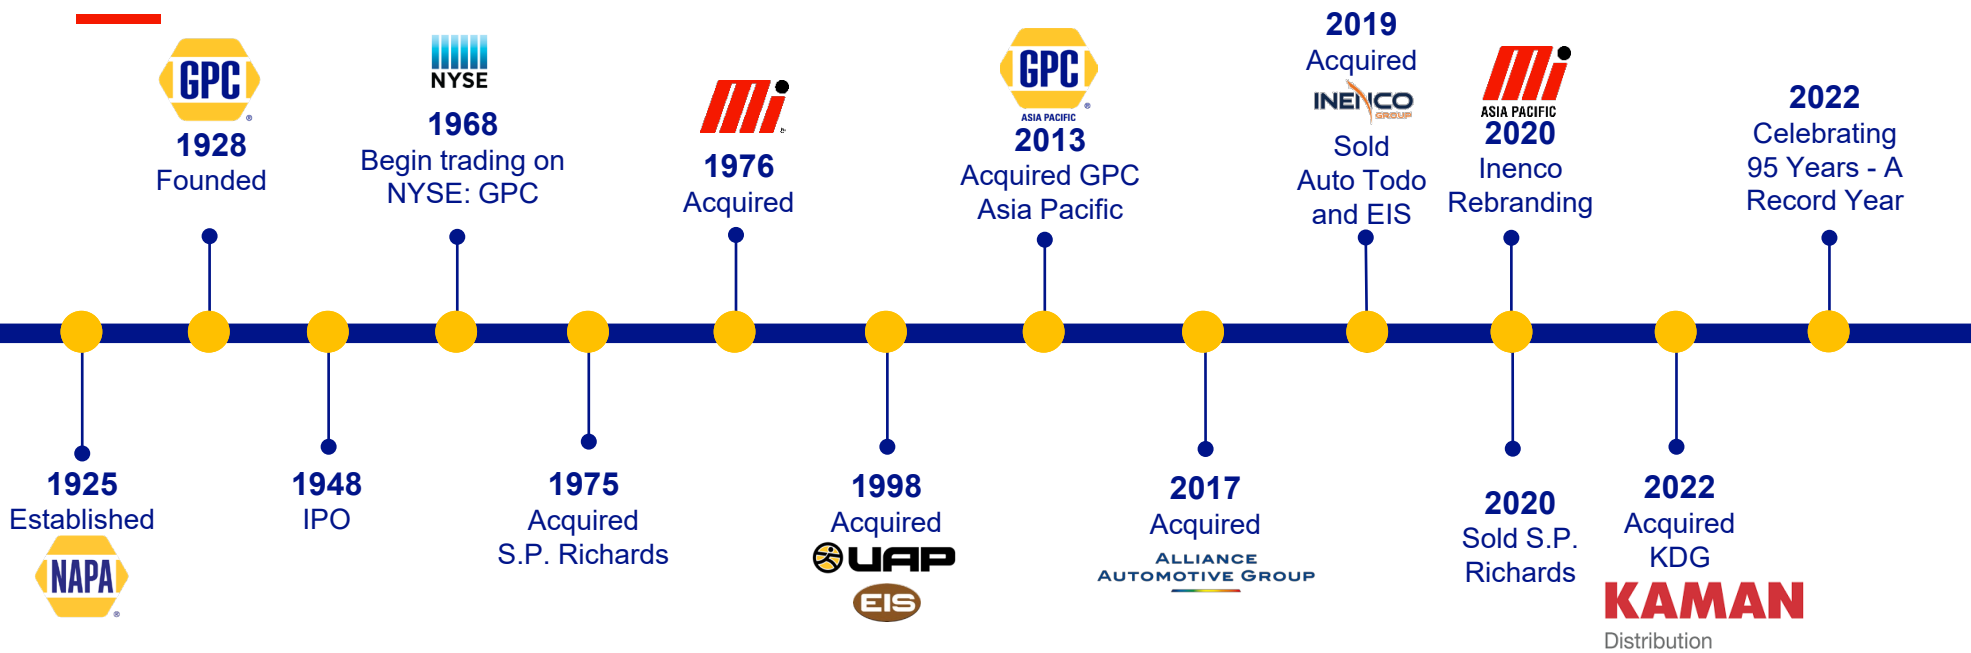 GPC
1928
Founded
NYSE
1968
Begin trading on
NYSE: GPC
Mi
1976
Acquired
GPC
ASIA PACIFIC
2013
Acquired GPC
Asia Pacific
2019
Acquired
INENCO
GROUP
Sold
Auto Todo
and EIS
Mi
ASIA PACIFIC
2020
Inenco
Rebranding
2022
Celebrating
95 Years - A
Record Year
1925
Established
NAPA
1948
IPO
1975
Acquired
S.P. Richards
1998
Acquired
UAP
EIS
2017
Acquired
ALLIANCE
AUTOMOTIVE GROUP
2020
Sold S.P.
Richards
2022
Acquired
KDG
KAMAN
Distribution